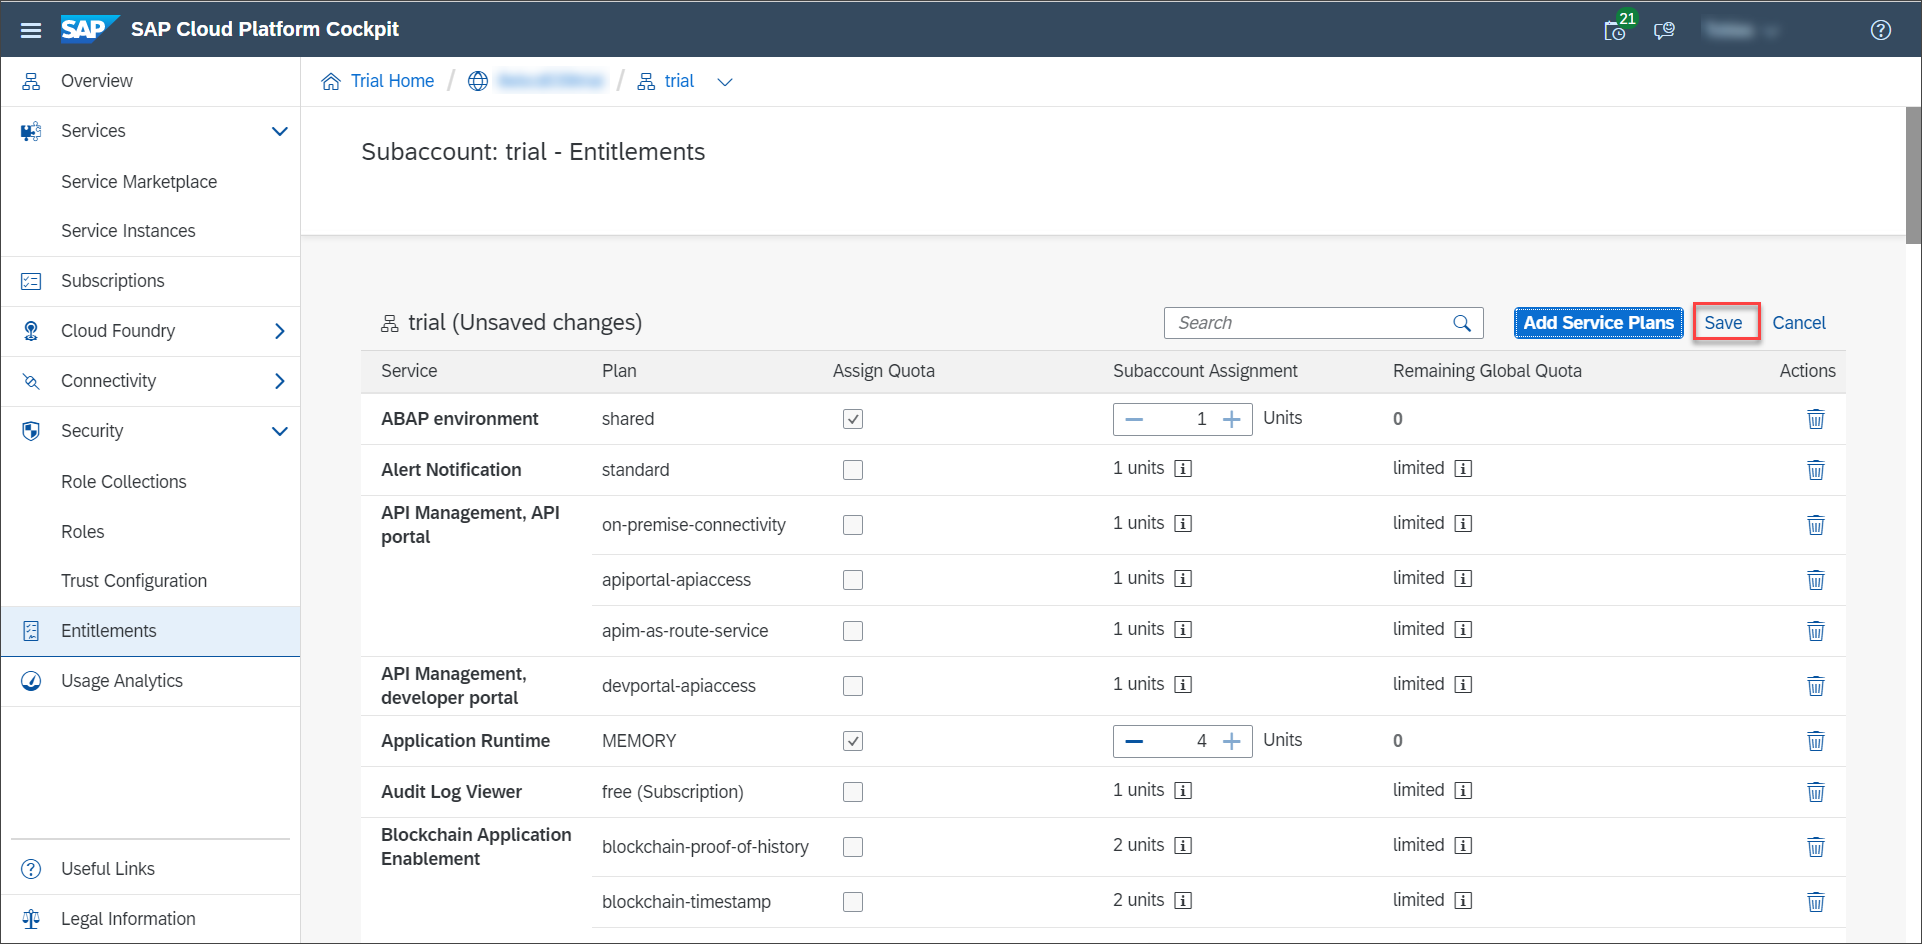 SAP SAP Cloud Platform Cockpit 21
Overview
Services
Service Marketplace
Service Instances
Subscriptions
Cloud Foundry
Connectivity
Security
Role Collections
Roles
Trust Configuration
Entitlements
Usage Analytics
Useful Links
Legal Information
Trial Home / / trial
Subaccount: trial - Entitlements
trial (Unsaved changes) Search Add Service Plans Save Cancel
Service Plan Assign Quota Subaccount Assignment Remaining Global Quota Actions
ABAP environment shared 1 Units 0
Alert Notification standard 1 units limited
API Management, API
portal on-premise-connectivity 1 units limited
apiportal-apiaccess 1 units limited
apim-as-route-service 1 units limited
API Management,
developer portal devportal-apiaccess 1 units limited
Application Runtime MEMORY 4 Units 0
Audit Log Viewer free (Subscription) 1 units limited
Blockchain Application
Enablement blockchain-proof-of-history 2 units limited
blockchain-timestamp 2 units limited